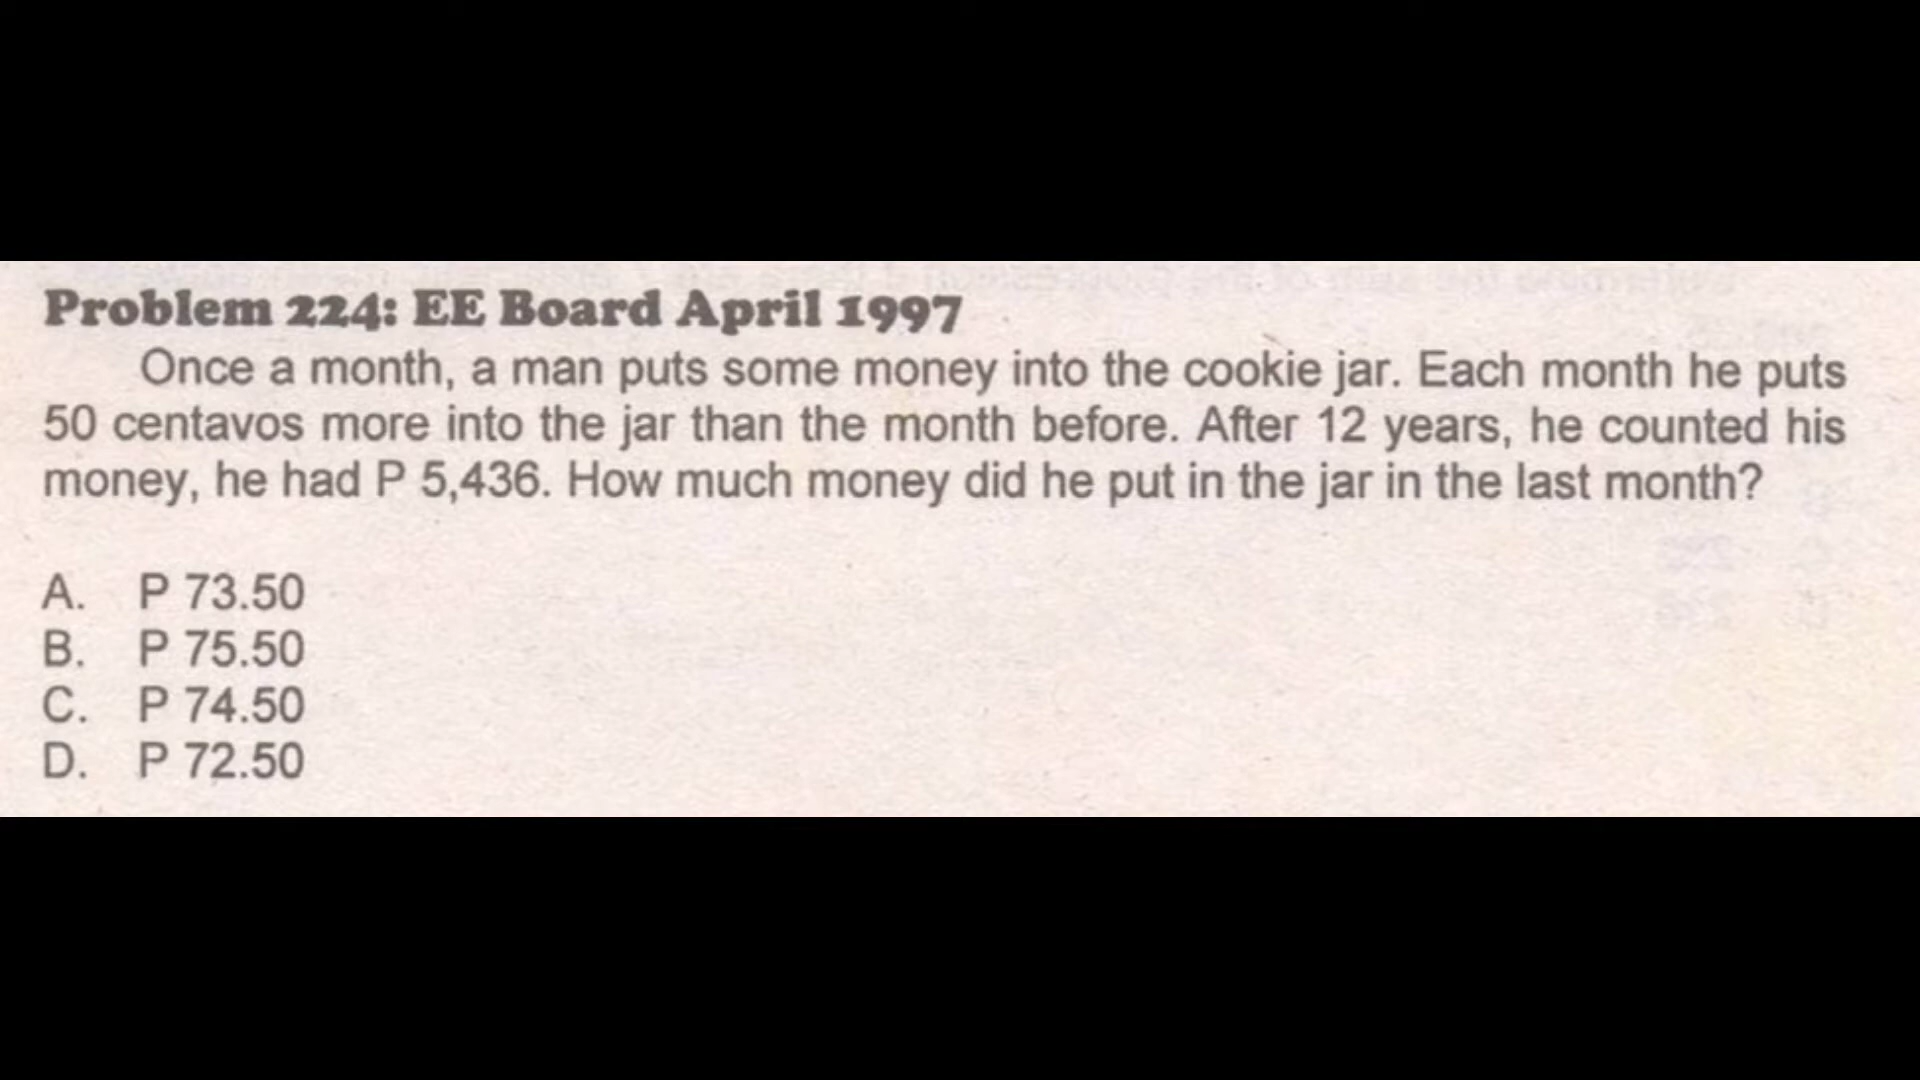 Problem 224: EE Board April 1997
Once a month, a man puts some money into the cookie jar. Each month he puts
50 centavos more into the jar than the month before. After 12 years, he counted his
money, he had P 5,436. How much money did he put in the jar in the last month?
A. P 73.50
B. P 75.50
C. P 74.50
D. P 72.50